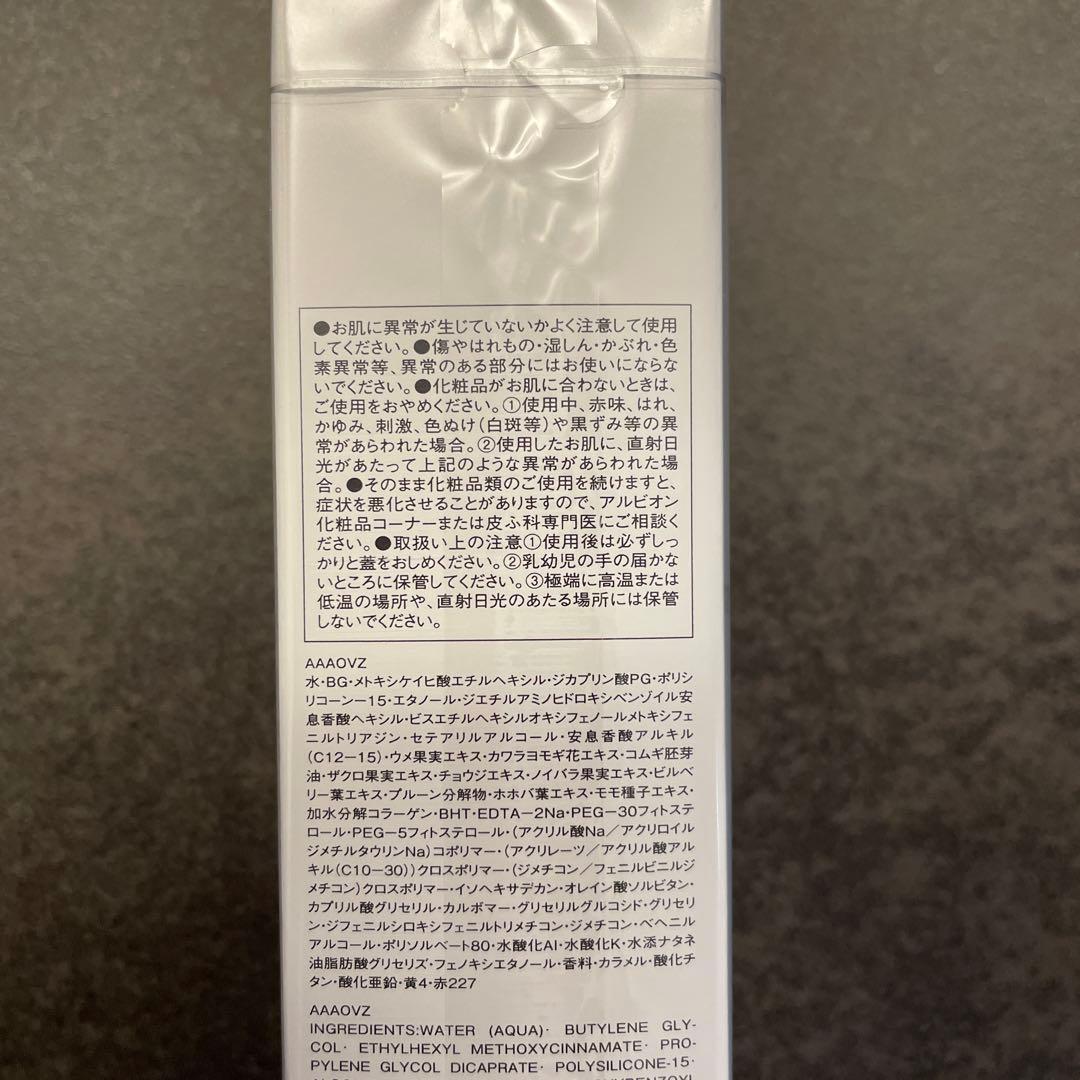 ●お肌に異常が生じていないかよく注意して使用
してください。●傷やはれもの・湿しん・かぶれ・色
素異常等、異常のある部分にはお使いにならな
いでください。●化粧品がお肌に合わないときは、
ご使用をおやめください。①使用中、赤味、はれ、
かゆみ、刺激、色ぬけ(白斑等)や黒ずみ等の異
常があらわれた場合。②使用したお肌に、直射日
光があたって上記のような異常があらわれた場
合。●そのまま化粧品類のご使用を続けますと、
症状を悪化させることがありますので、アルビオン
化粧品コーナーまたは皮ふ科専門医にご相談く
ださい。●取扱い上の注意①使用後は必ずしっ
かりと蓋をおしめください。②乳幼児の手の届かな
いところに保管してください。③極端に高温または
低温の場所や、直射日光のあたる場所には保管
しないでください。
AAAOVZ
水・BG・メトキシケイヒ酸エチルヘキシル・ジカプリン酸PG・ポリシ
リコーン－15・エタノール・ジエチルアミノヒドロキシベンゾイル安
息香酸ヘキシル・ビスエチルヘキシルオキシフェノールメトキシフェ
ニルトリアジン・セテアリルアルコール・安息香酸アルキル
(C12－15)・ウメ果実エキス・カワラヨモギ花エキス・コムギ胚芽
油・ザクロ果実エキス・チョウジエキス・ノイバラ果実エキス・ビルベ
リー葉エキス・プルーン分解物・ホホバ葉エキス・モモ種子エキス・
加水分解コラーゲン・BHT・EDTA－2Na・PEG－30フィトステ
ロール・PEG－5フィトステロール・(アクリル酸Na／アクリロイル
ジメチルタウリンNa)コポリマー・(アクリレーツ／アクリル酸アル
キル(C10－30))クロスポリマー・(ジメチコン／フェニルビニルジ
メチコン)クロスポリマー・イソヘキサデカン・オレイン酸ソルビタン・
カプリル酸グリセリル・カルボマー・グリセリルグルコシド・グリセリ
ン・ジフェニルシロキシフェニルトリメチコン・ジメチコン・ベヘニル
アルコール・ポリソルベート80・水酸化Al・水酸化K・水添ナタネ
油脂肪酸グリセリズ・フェノキシエタノール・香料・カラメル・酸化チ
タン・酸化亜鉛・黄4・赤227
AAAOVZ
INGREDIENTS:WATER (AQUA)· BUTYLENE GLY-
COL· ETHYLHEXYL METHOXYCINNAMATE· PRO-
PYLENE GLYCOL DICAPRATE· POLYSILICONE-15·